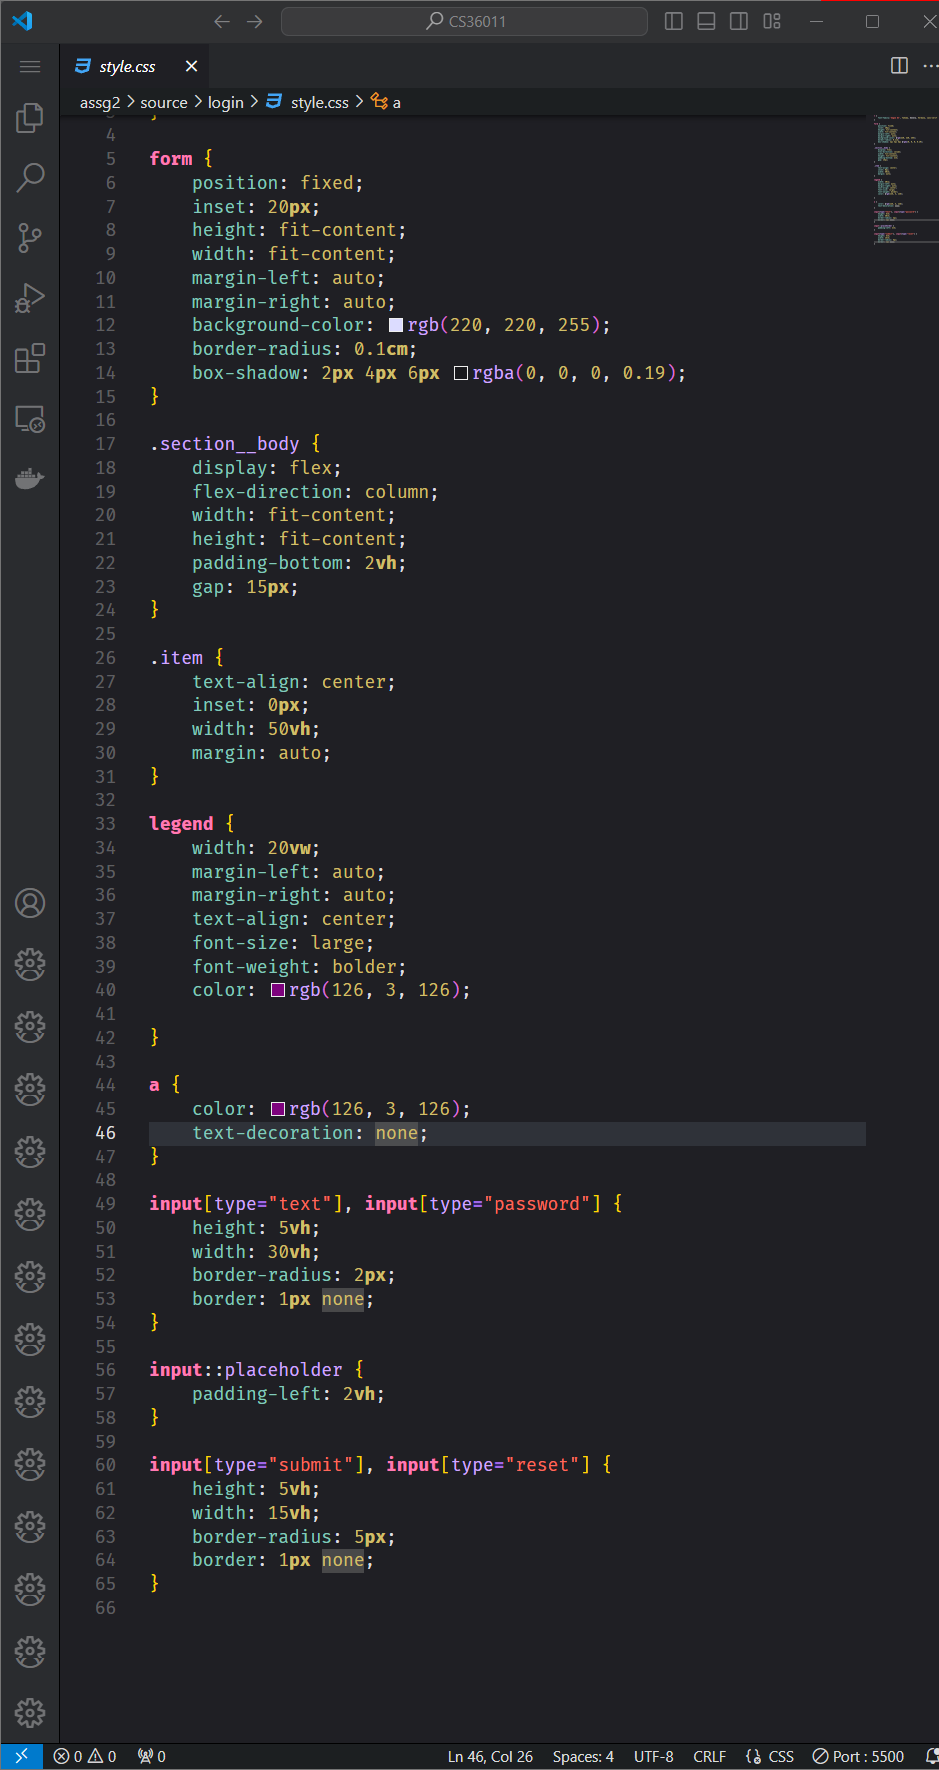 CS36011
style.css
assg2 > source > login > style.css > a
4
5 form {
6     position: fixed;
7     inset: 20px;
8     height: fit-content;
9     width: fit-content;
10     margin-left: auto;
11     margin-right: auto;
12     background-color: rgb(220, 220, 255);
13     border-radius: 0.1cm;
14     box-shadow: 2px 4px 6px rgba(0, 0, 0, 0.19);
15 }
16
17 .section__body {
18     display: flex;
19     flex-direction: column;
20     width: fit-content;
21     height: fit-content;
22     padding-bottom: 2vh;
23     gap: 15px;
24 }
25
26 .item {
27     text-align: center;
28     inset: 0px;
29     width: 50vh;
30     margin: auto;
31 }
32
33 legend {
34     width: 20vw;
35     margin-left: auto;
36     margin-right: auto;
37     text-align: center;
38     font-size: large;
39     font-weight: bolder;
40     color: rgb(126, 3, 126);
41
42 }
43
44 a {
45     color: rgb(126, 3, 126);
46     text-decoration: none;
47 }
48
49 input[type="text"], input[type="password"] {
50     height: 5vh;
51     width: 30vh;
52     border-radius: 2px;
53     border: 1px none;
54 }
55
56 input::placeholder {
57     padding-left: 2vh;
58 }
59
60 input[type="submit"], input[type="reset"] {
61     height: 5vh;
62     width: 15vh;
63     border-radius: 5px;
64     border: 1px none;
65 }
66
0 0 0 Ln 46, Col 26 Spaces: 4 UTF-8 CRLF CSS Port : 5500